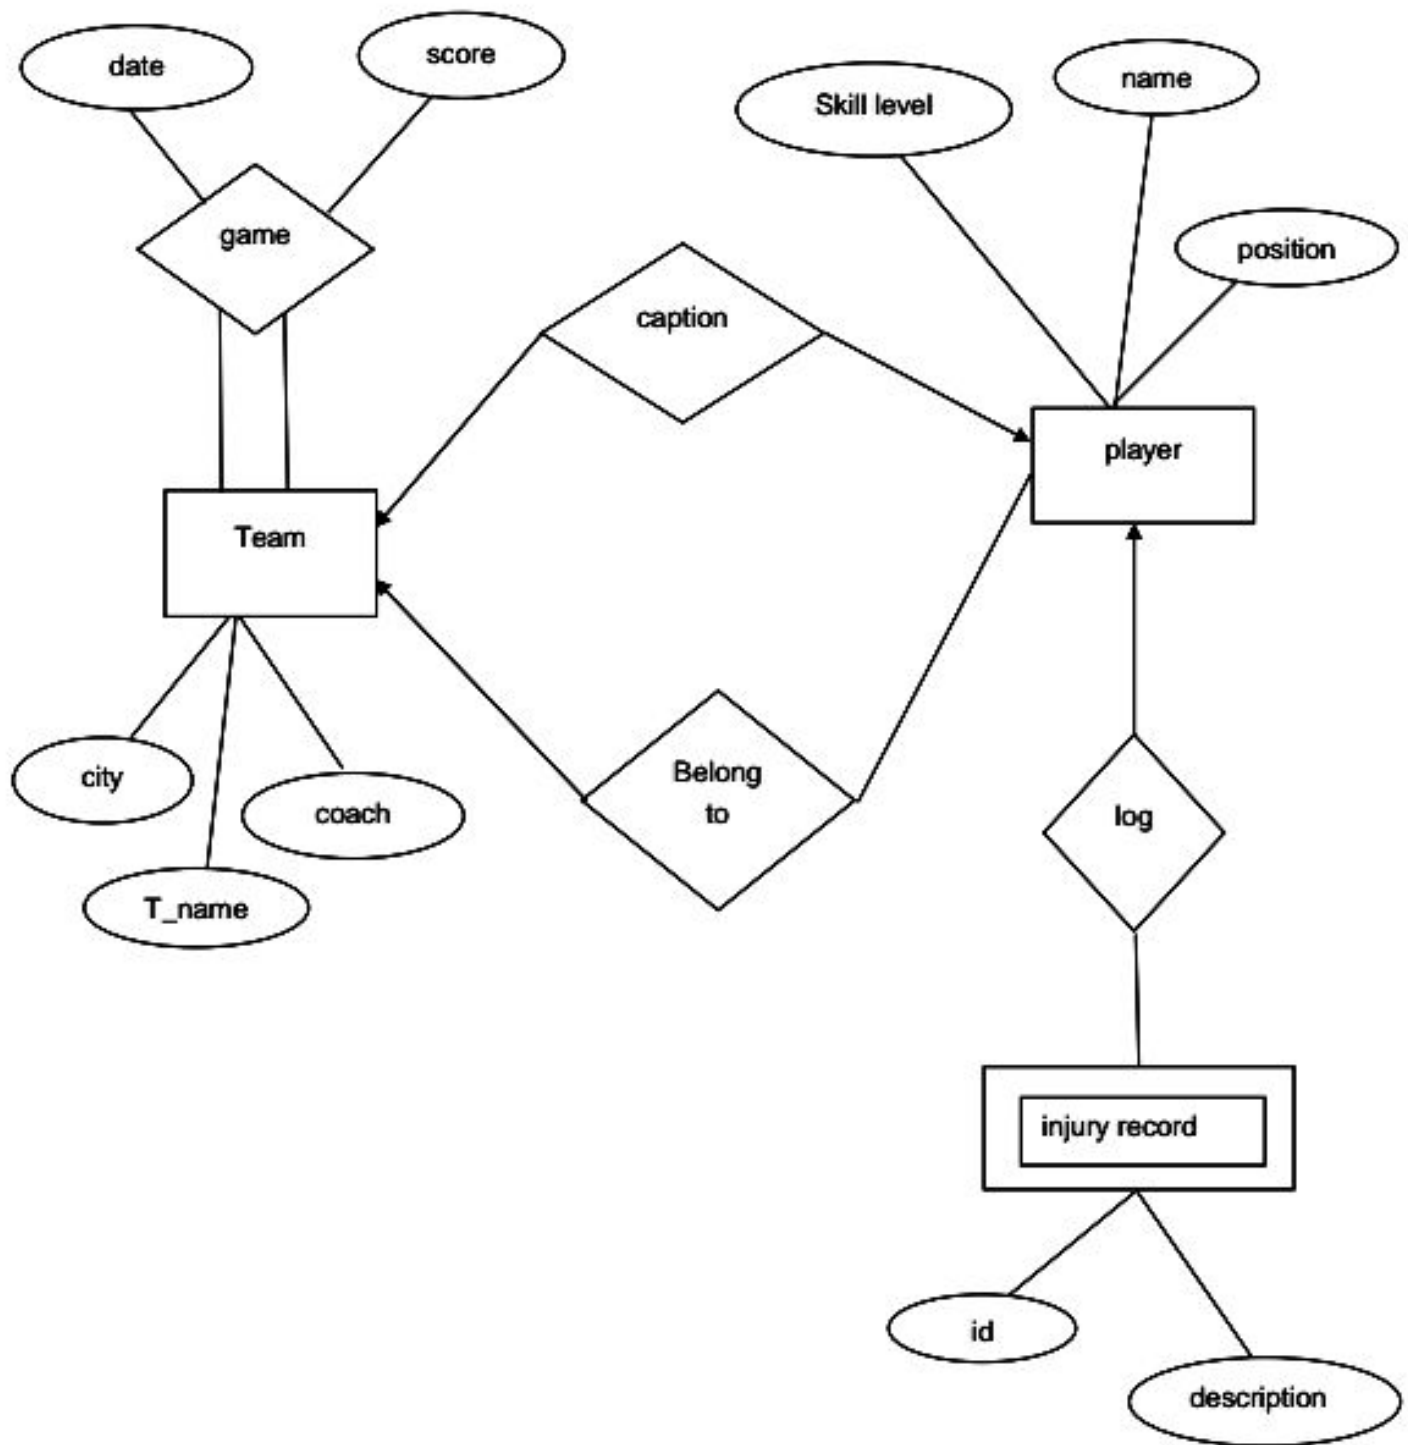 date
score
Skill level
name
game
position
caption
player
Team
Belong
to
city
coach
log
T_name
injury record
id
description